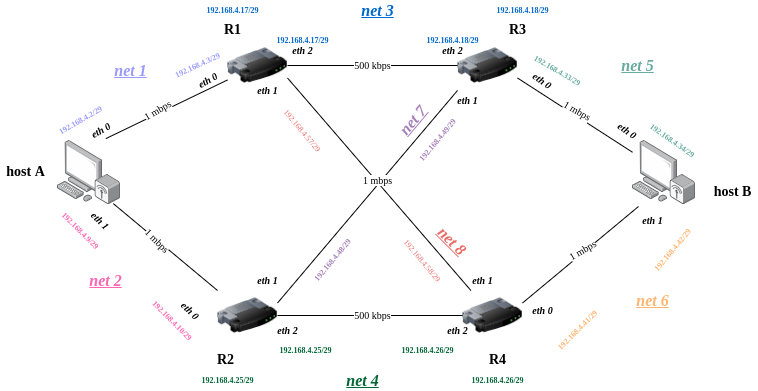 192.168.4.17/29
net 3
192.168.4.18/29
R1
R3
192.168.4.17/29
192.168.4.18/29
eth 2
eth 2
net 1
192.168.4.3/29
eth 0
500 kbps
192.168.4.33/29
net 5
eth 0
eth 1
eth 1
192.168.4.2/29
eth 0
1 mbps
192.168.4.57/29
net 7
192.168.4.49/29
1 mbps
eth 0
192.168.4.34/29
host A
1 mbps
host B
192.168.4.9/29
eth 1
1 mbps
eth 1
192.168.4.42/29
net 2
eth 1
192.168.4.48/29
192.168.4.58/29
net 8
eth 1
1 mbps
net 6
192.168.4.10/29
eth 0
500 kbps
eth 0
eth 2
eth 2
192.168.4.41/29
192.168.4.25/29
192.168.4.26/29
R2
R4
192.168.4.25/29
net 4
192.168.4.26/29